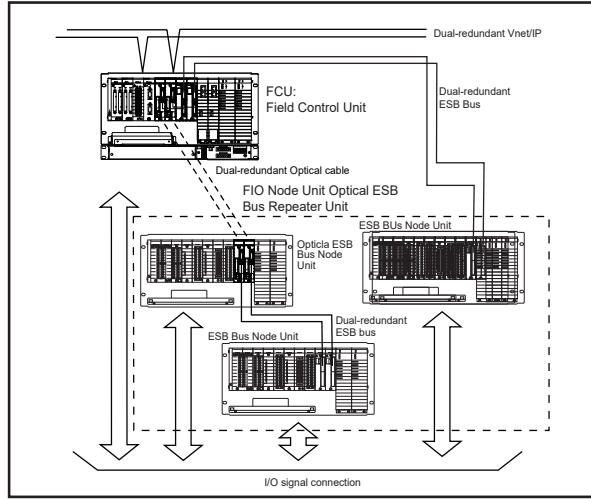 Dual-redundant Vnet/IP
FCU:
Field Control Unit
Dual-redundant
ESB Bus
Dual-redundant Optical cable
FIO Node Unit Optical ESB
Bus Repeater Unit
Opticla ESB
Bus Node
Unit
ESB BUs Node Unit
Dual-redundant
ESB bus
ESB Bus Node Unit
I/O signal connection